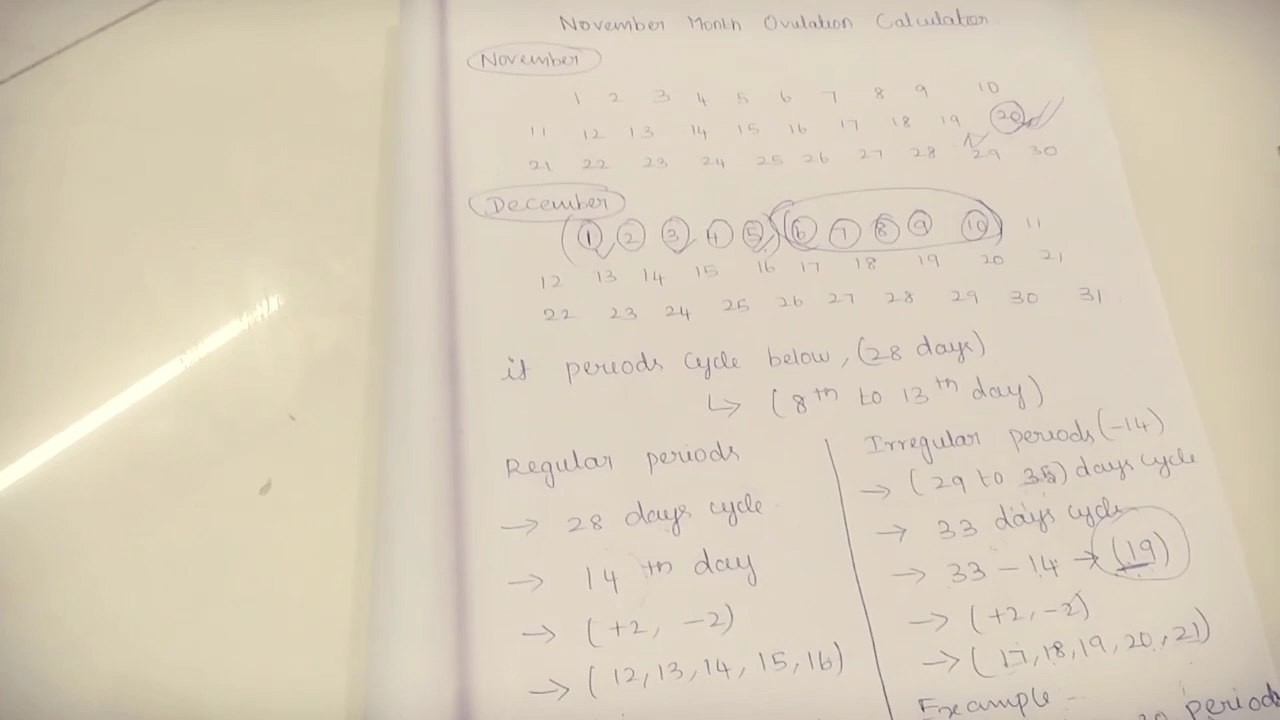 November Month Ovulation Calculation
November
1 2 3 4 5 6 7 8 9 10
11 12 13 14 15 16 17 18 19 20
21 22 23 24 25 26 27 28 29 30
December
(1 2 3 4 5) (6 7 8 9 10) 11
12 13 14 15 16 17 18 19 20 21
22 23 24 25 26 27 28 29 30 31
if periods cycle below, (28 days)
↳ (8th to 13th day)
Regular periods
→ 28 days cycle
→ 14th day
→ (+2, -2)
→ (12, 13, 14, 15, 16)
Irregular periods (-14)
→ (29 to 35) days cycle
→ 33 days cycle
→ 33 - 14 → (19)
→ (+2, -2)
→ (17, 18, 19, 20, 21)
Example -
periods